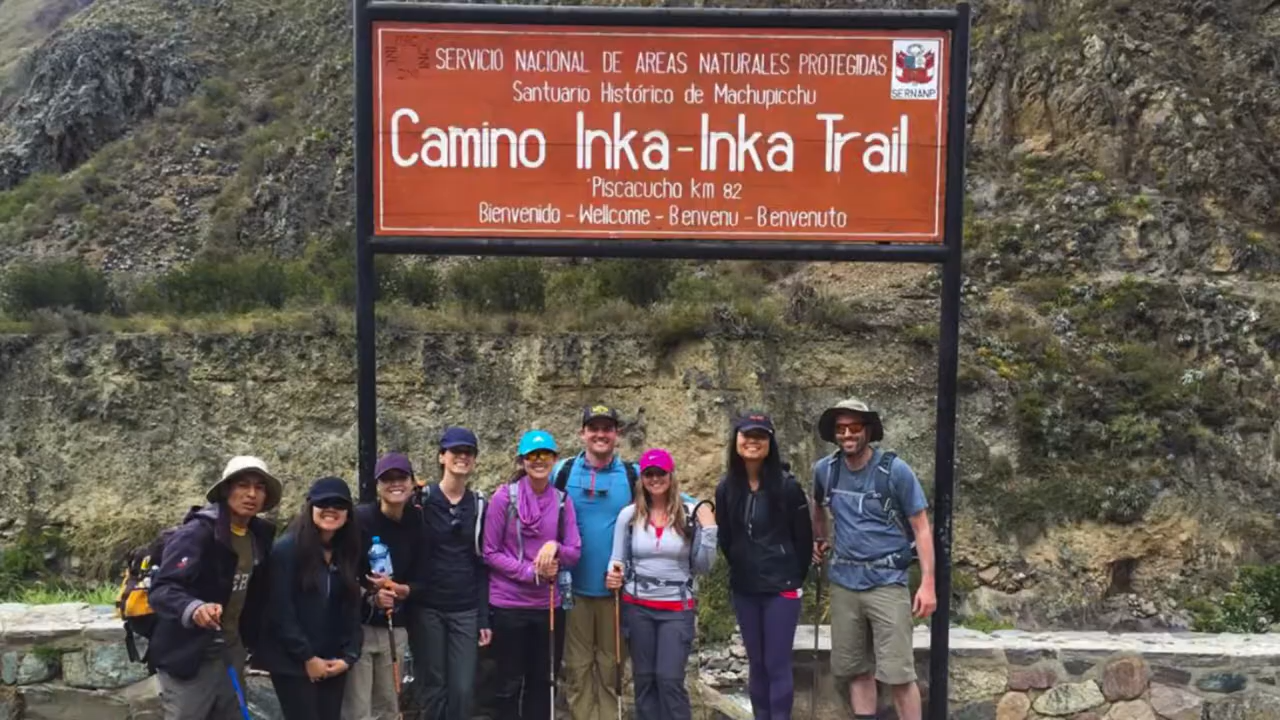 SERVICIO NACIONAL DE AREAS NATURALES PROTEGIDAS
SERNANP
Santuario Histórico de Machupicchu
Camino Inka-Inka Trail
Piscacucho km 82
Bienvenido - Wellcome - Benvenu - Benvenuto